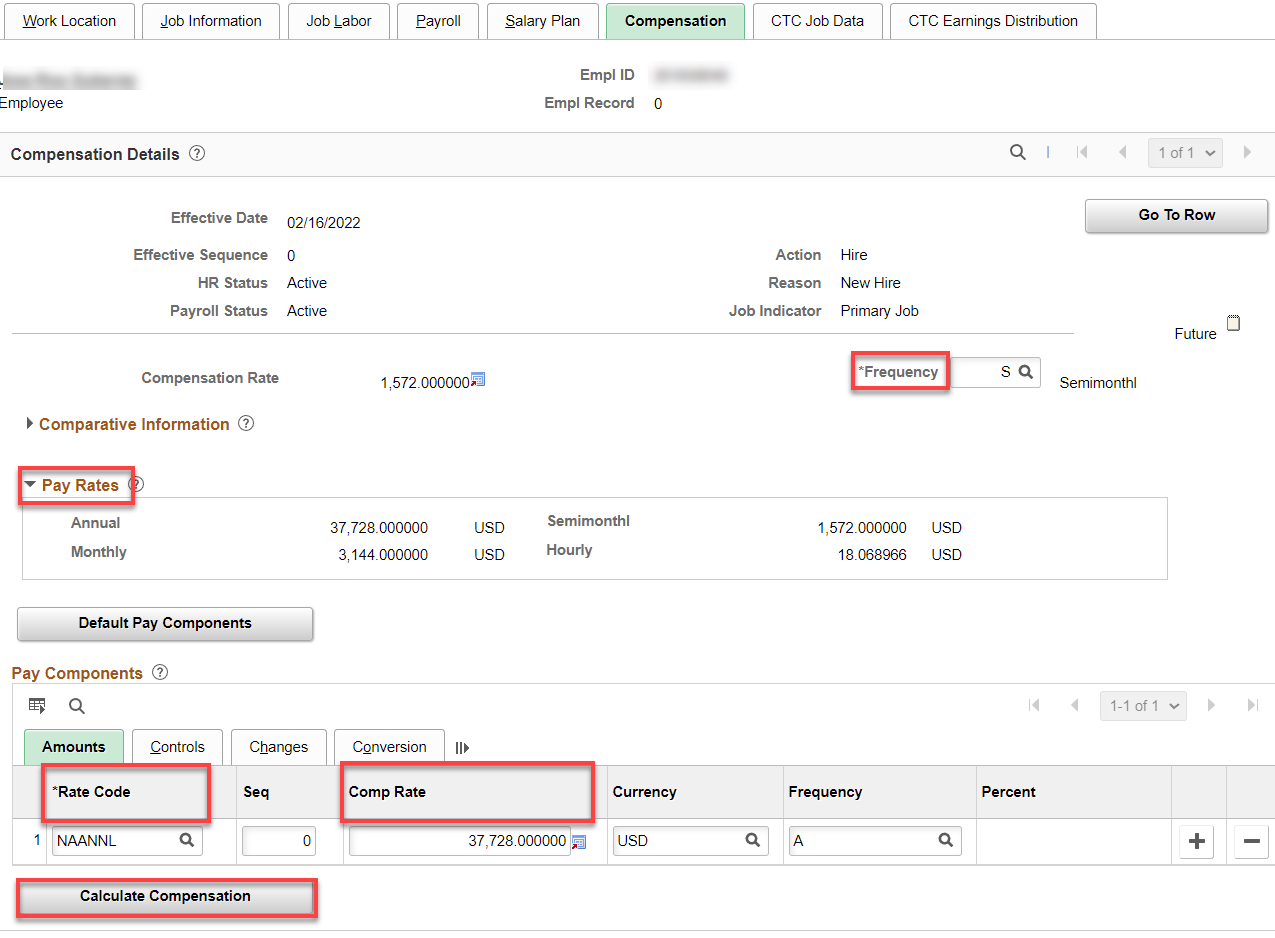 Work Location Job Information Job Labor Payroll Salary Plan Compensation CTC Job Data CTC Earnings Distribution
Empl ID
Employee
Empl Record 0
Compensation Details ? 1 of 1
Effective Date 02/16/2022 Go To Row
Effective Sequence 0 Action Hire
HR Status Active Reason New Hire
Payroll Status Active Job Indicator Primary Job
Future
Compensation Rate 1,572.000000 *Frequency S Semimonthl
Comparative Information ?
Pay Rates ?
Annual 37,728.000000 USD Semimonthl 1,572.000000 USD
Monthly 3,144.000000 USD Hourly 18.068966 USD
Default Pay Components
Pay Components ?
1-1 of 1
Amounts Controls Changes Conversion
*Rate Code Seq Comp Rate Currency Frequency Percent
1 NAANNL 0 37,728.000000 USD A + −
Calculate Compensation